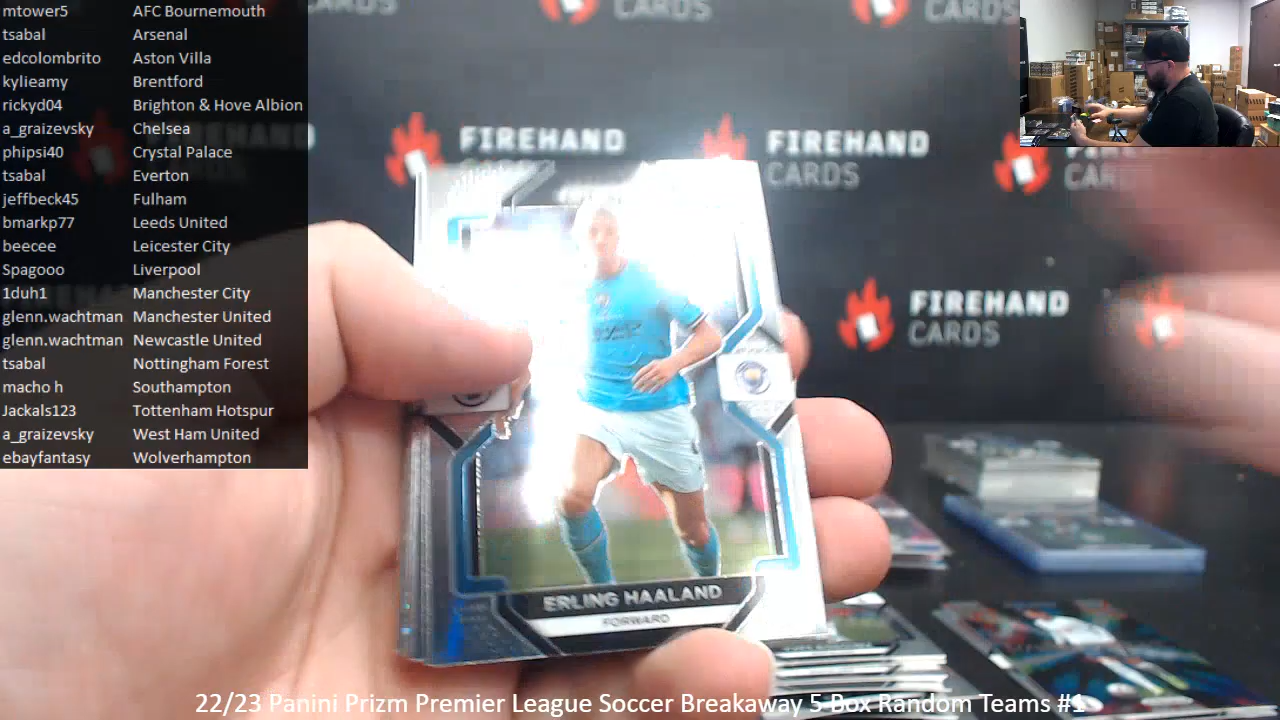 mtower5 AFC Bournemouth
tsabal Arsenal
edcolombrito Aston Villa
kylieamy Brentford
rickyd04 Brighton & Hove Albion
a_graizevsky Chelsea
phipsi40 Crystal Palace
tsabal Everton
jeffbeck45 Fulham
bmarkp77 Leeds United
beecee Leicester City
Spagooo Liverpool
1duh1 Manchester City
glenn.wachtman Manchester United
glenn.wachtman Newcastle United
tsabal Nottingham Forest
macho h Southampton
Jackals123 Tottenham Hotspur
a_graizevsky West Ham United
ebayfantasy Wolverhampton
CARDS
CARDS
CARDS
FIREHAND
CARDS
FIREHAND
CARDS
FIREHAND
CARDS
ERLING HAALAND
FORWARD
22/23 Panini Prizm Premier League Soccer Breakaway 5 Box Random Teams #1